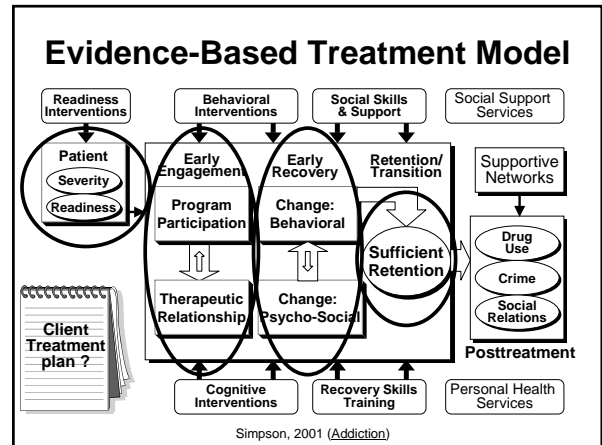 Evidence-Based Treatment Model
Readiness
Interventions
Behavioral
Interventions
Social Skills
& Support
Social Support
Services
Patient
Severity
Readiness
Early
Engagement
Program
Participation
Therapeutic
Relationship
Early
Recovery
Change:
Behavioral
Change:
Psycho-Social
Retention/
Transition
Sufficient
Retention
Supportive
Networks
Drug
Use
Crime
Social
Relations
Posttreatment
Client
Treatment
plan ?
Cognitive
Interventions
Recovery Skills
Training
Personal Health
Services
Simpson, 2001 (Addiction)